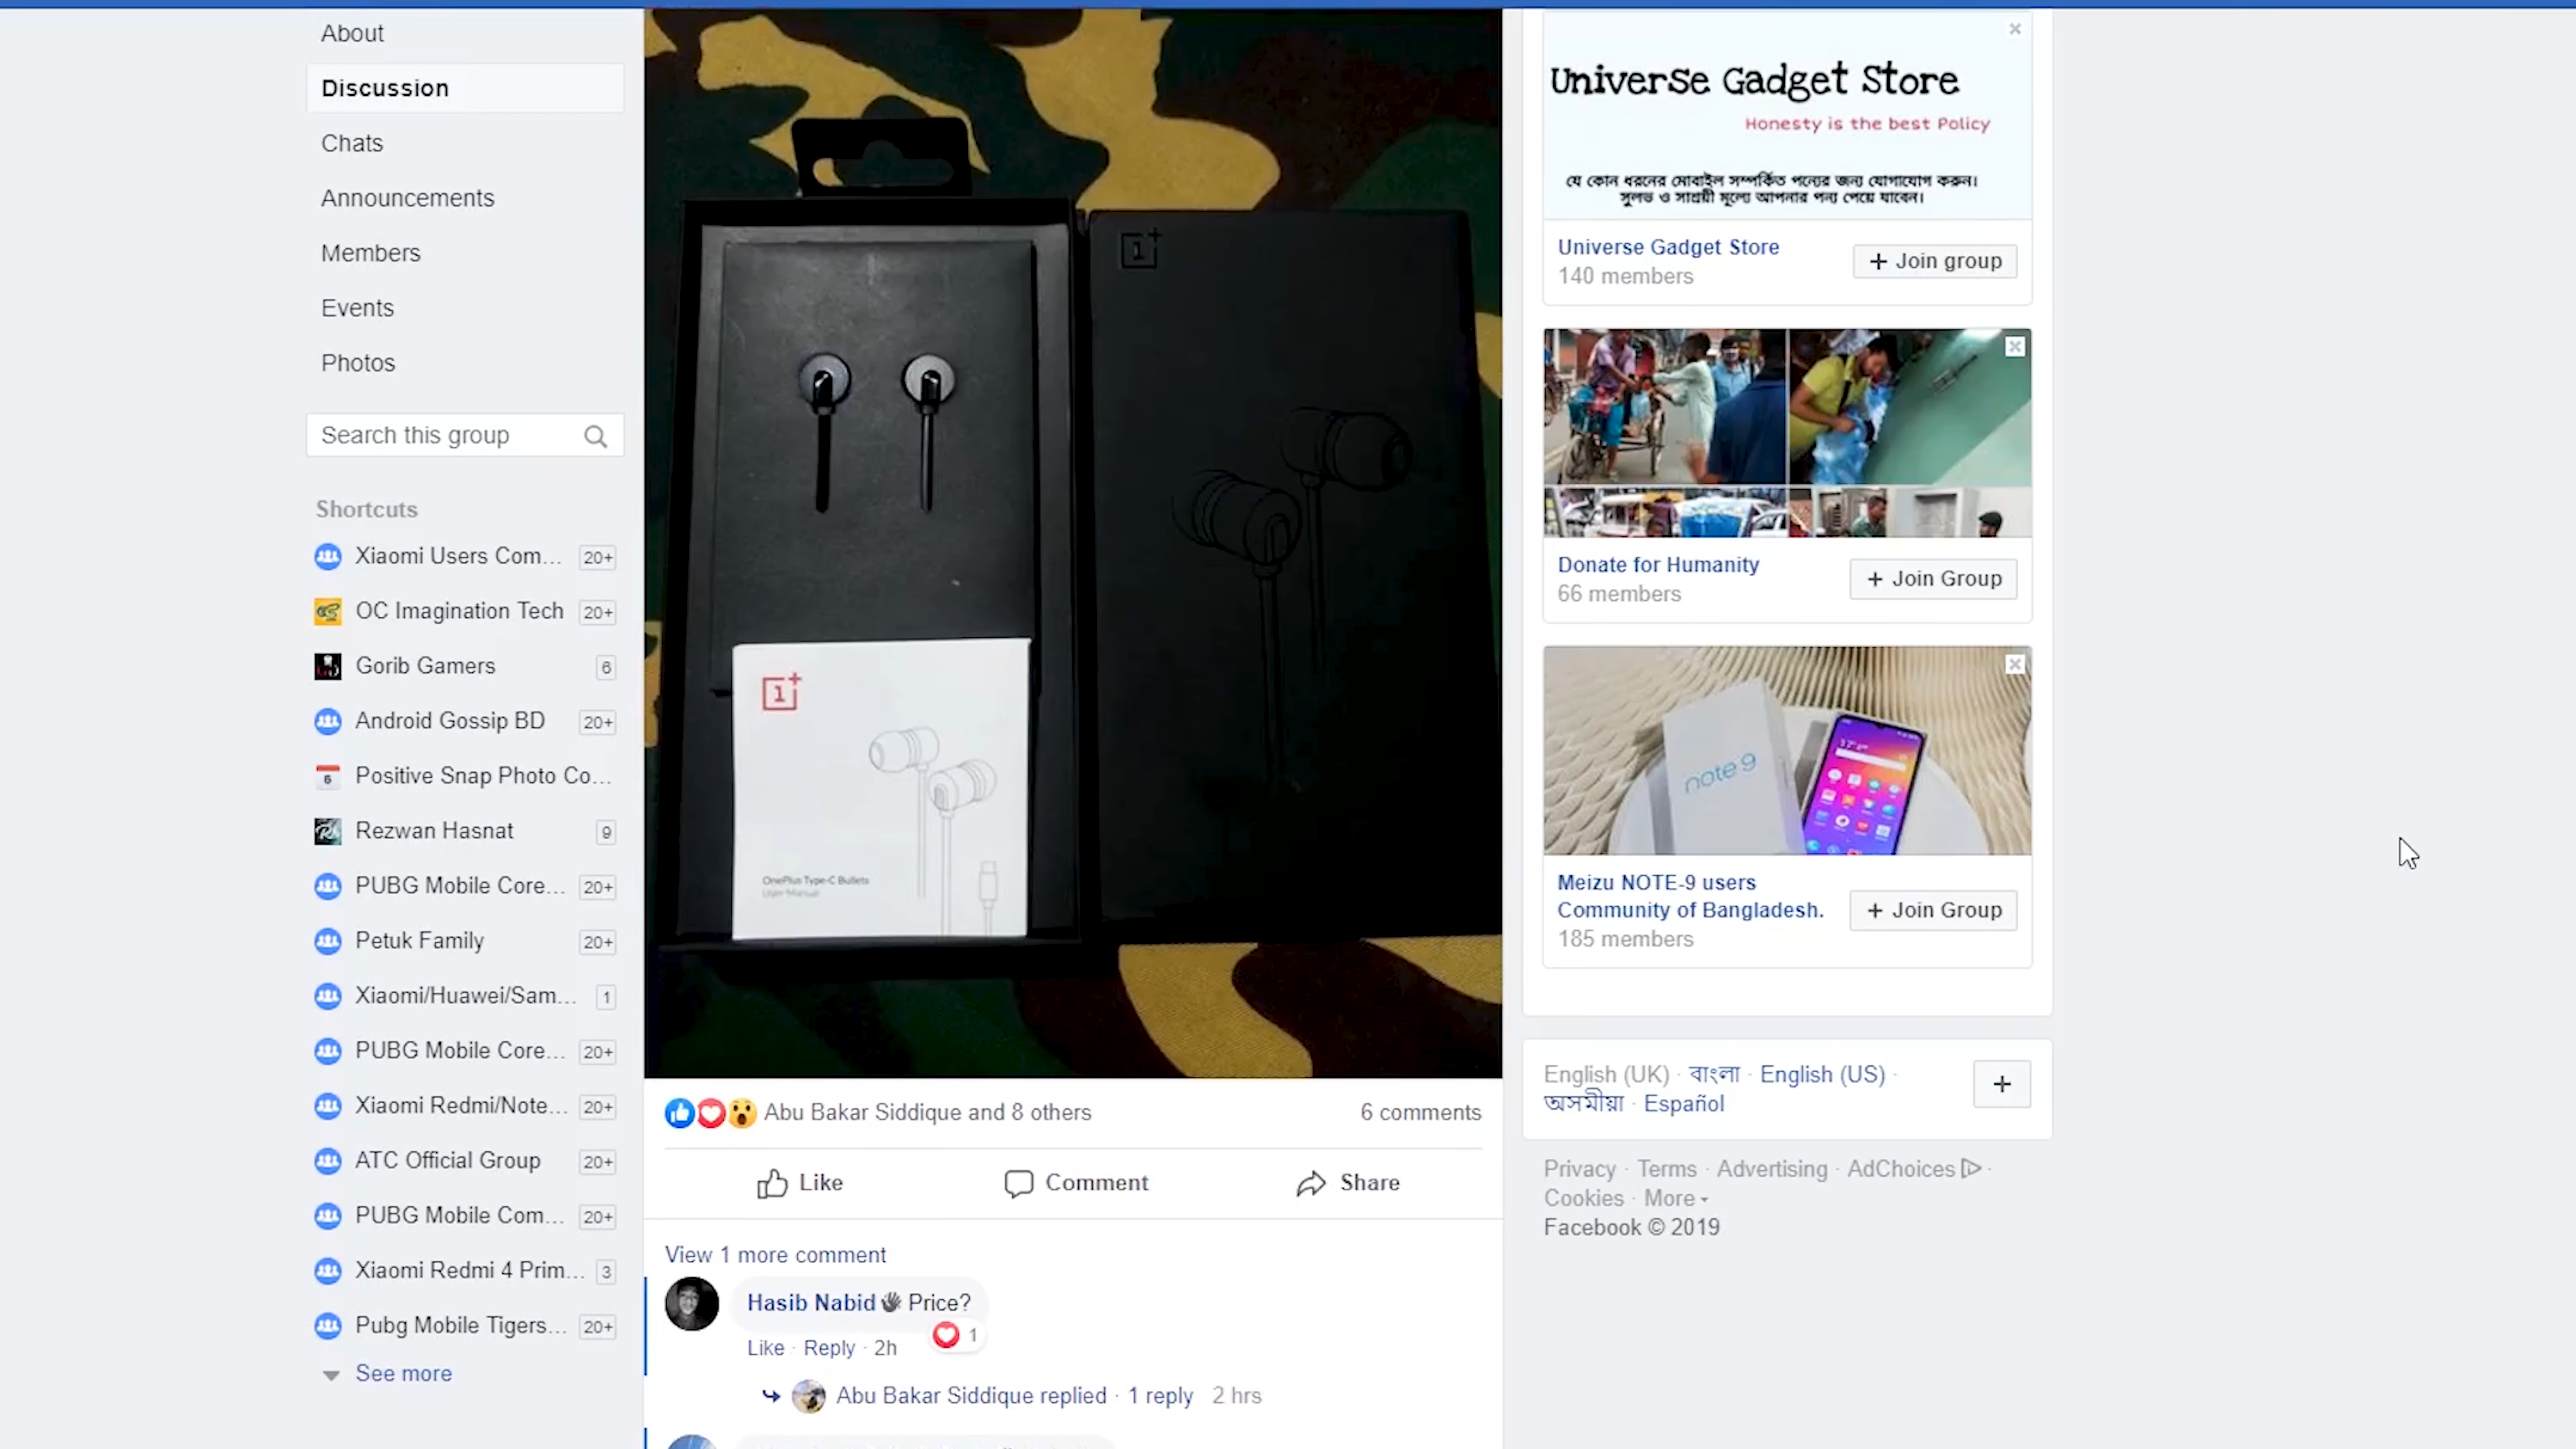 About
Discussion
Chats
Announcements
Members
Events
Photos
Search this group
Shortcuts
Xiaomi Users Com... 20+
OC Imagination Tech 20+
Gorib Gamers 6
Android Gossip BD 20+
6 Positive Snap Photo Co...
Rezwan Hasnat 9
PUBG Mobile Core... 20+
Petuk Family 20+
Xiaomi/Huawei/Sam... 1
PUBG Mobile Core... 20+
Xiaomi Redmi/Note... 20+
ATC Official Group 20+
PUBG Mobile Com... 20+
Xiaomi Redmi 4 Prim... 3
Pubg Mobile Tigers... 20+
See more
1+
1+
OnePlus Type-C Bullets
User Manual
Abu Bakar Siddique and 8 others 6 comments
Like Comment Share
View 1 more comment
Hasib Nabid Price?
1
Like · Reply · 2h
Abu Bakar Siddique replied · 1 reply 2 hrs
Universe Gadget Store
Honesty is the best Policy
যে কোন ধরনের মোবাইল সম্পর্কিত পন্যের জন্য যোগাযোগ করুন।
সুলভ ও সাশ্রয়ী মূল্যে আপনার পন্য পেয়ে যাবেন।
Universe Gadget Store
140 members
+ Join group
Donate for Humanity
66 members
+ Join Group
note 9
Meizu NOTE-9 users
Community of Bangladesh.
185 members
+ Join Group
English (UK) · বাংলা · English (US) ·
অসমীয়া · Español
+
Privacy · Terms · Advertising · AdChoices ·
Cookies · More
Facebook © 2019